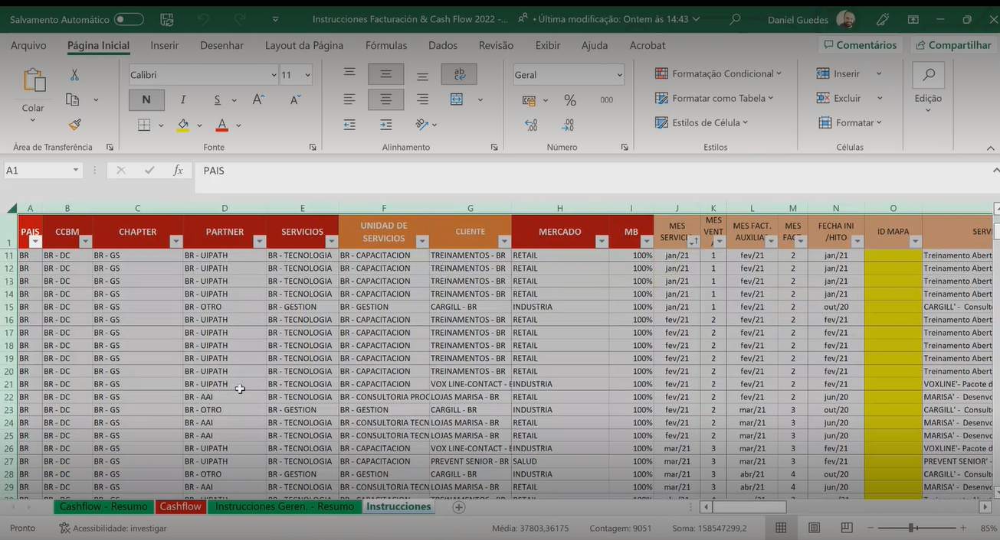 Salvamento Automático
Instrucciones Facturación & Cash Flow 2022 -... • Última modificação: Ontem às 14:43
Daniel Guedes
Arquivo Página Inicial Inserir Desenhar Layout da Página Fórmulas Dados Revisão Exibir Ajuda Acrobat Comentários Compartilhar
Colar
Área de Transferência
Calibri 11
N I S A A
A
Fonte
ab
Alinhamento
Geral
% 000
Número
Formatação Condicional
Formatar como Tabela
Estilos de Célula
Estilos
Inserir
Excluir
Formatar
Células
Edição
A1 fx PAIS
A B C D E F G H I J K L M N O
1 PAIS CCBM CHAPTER PARTNER SERVICIOS UNIDAD DE SERVICIOS CLIENTE MERCADO MB MES SERVICI MES VENT MES FACT. AUXILIA MES FAC FECHA INI /HITO ID MAPA SERV
11 BR BR - DC BR - GS BR - UIPATH BR - TECNOLOGIA BR - CAPACITACION TREINAMENTOS - BR RETAIL 100% jan/21 1 fev/21 2 jan/21 Treinamento Abert
12 BR BR - DC BR - GS BR - UIPATH BR - TECNOLOGIA BR - CAPACITACION TREINAMENTOS - BR RETAIL 100% jan/21 1 fev/21 2 jan/21 Treinamento Abert
13 BR BR - DC BR - GS BR - UIPATH BR - TECNOLOGIA BR - CAPACITACION TREINAMENTOS - BR RETAIL 100% jan/21 1 fev/21 2 jan/21 Treinamento Abert
14 BR BR - DC BR - GS BR - UIPATH BR - TECNOLOGIA BR - CAPACITACION TREINAMENTOS - BR RETAIL 100% jan/21 1 fev/21 2 jan/21 Treinamento Abert
15 BR BR - DC BR - GS BR - OTRO BR - GESTION BR - GESTION CARGILL - BR INDUSTRIA 100% jan/21 1 fev/21 2 out/20 CARGILL' - Consult
16 BR BR - DC BR - GS BR - UIPATH BR - TECNOLOGIA BR - CAPACITACION TREINAMENTOS - BR RETAIL 100% fev/21 2 fev/21 2 fev/21 Treinamento Abert
17 BR BR - DC BR - GS BR - UIPATH BR - TECNOLOGIA BR - CAPACITACION TREINAMENTOS - BR RETAIL 100% fev/21 2 fev/21 2 fev/21 Treinamento Abert
18 BR BR - DC BR - GS BR - UIPATH BR - TECNOLOGIA BR - CAPACITACION TREINAMENTOS - BR RETAIL 100% fev/21 2 fev/21 2 fev/21 Treinamento Abert
19 BR BR - DC BR - GS BR - UIPATH BR - TECNOLOGIA BR - CAPACITACION TREINAMENTOS - BR RETAIL 100% fev/21 2 fev/21 2 fev/21 Treinamento Abert
20 BR BR - DC BR - GS BR - UIPATH BR - TECNOLOGIA BR - CAPACITACION TREINAMENTOS - BR RETAIL 100% fev/21 2 fev/21 2 fev/21 Treinamento Abert
21 BR BR - DC BR - GS BR - UIPATH BR - TECNOLOGIA BR - CAPACITACION VOX LINE-CONTACT - INDUSTRIA 100% fev/21 2 fev/21 2 fev/21 VOXLINE'- Pacote d
22 BR BR - DC BR - GS BR - AAI BR - TECNOLOGIA BR - CONSULTORIA PROC LOJAS MARISA - BR RETAIL 100% fev/21 2 fev/21 2 jun/20 MARISA' - Desenvo
23 BR BR - DC BR - GS BR - OTRO BR - GESTION BR - GESTION CARGILL - BR INDUSTRIA 100% fev/21 2 mar/21 3 out/20 CARGILL' - Consult
24 BR BR - DC BR - GS BR - AAI BR - TECNOLOGIA BR - CONSULTORIA TECN LOJAS MARISA - BR RETAIL 100% fev/21 2 mar/21 3 jun/20 MARISA' - Desenvo
25 BR BR - DC BR - GS BR - AAI BR - TECNOLOGIA BR - CONSULTORIA TECN LOJAS MARISA - BR RETAIL 100% fev/21 2 mar/21 3 jun/20 MARISA' - Desenvo
26 BR BR - DC BR - GS BR - UIPATH BR - TECNOLOGIA BR - CAPACITACION VOX LINE-CONTACT - INDUSTRIA 100% mar/21 3 mar/21 3 fev/21 VOXLINE'- Pacote d
27 BR BR - DC BR - GS BR - UIPATH BR - TECNOLOGIA BR - CAPACITACION PREVENT SENIOR - BR SALUD 100% mar/21 3 mar/21 3 fev/21 PREVENT SENIOR' -
28 BR BR - DC BR - GS BR - OTRO BR - GESTION BR - GESTION CARGILL - BR INDUSTRIA 100% mar/21 3 abr/21 4 out/20 CARGILL' - Consult
29 BR BR - DC BR - GS BR - AAI BR - TECNOLOGIA BR - CONSULTORIA TECN LOJAS MARISA - BR RETAIL 100% mar/21 3 abr/21 4 jun/20 MARISA' - Desenvo
Cashflow - Resumo Cashflow Instrucciones Geren. - Resumo Instrucciones
Pronto Acessibilidade: investigar Média: 37803,36175 Contagem: 9051 Soma: 158547299,2 85%